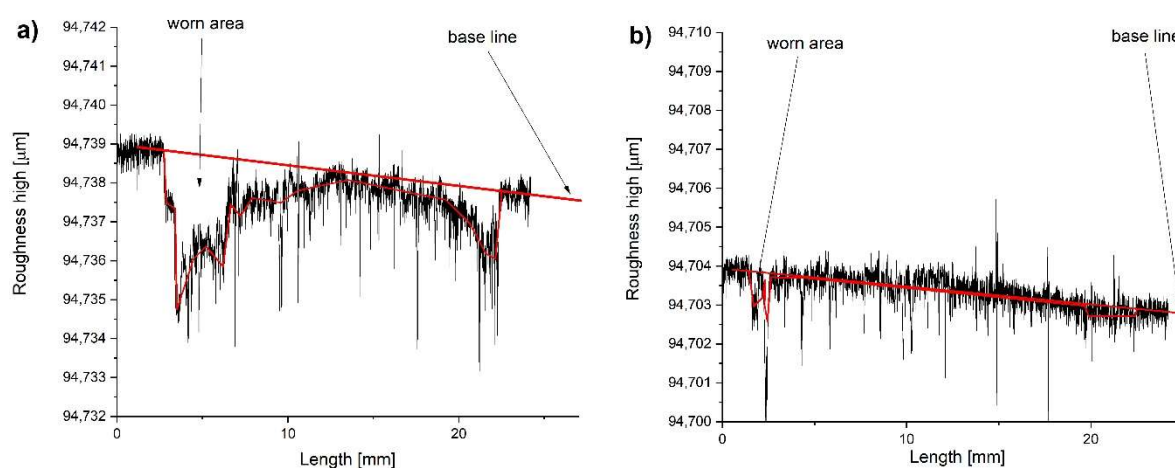 a)
worn area
base line
94,742
94,741
94,740
94,739
94,738
94,737
94,736
94,735
94,734
94,733
94,732
Roughness high [μm]
0
10
20
Length [mm]
b)
worn area
base line
94,710
94,709
94,708
94,707
94,706
94,705
94,704
94,703
94,702
94,701
94,700
Roughness high [μm]
0
10
20
Length [mm]